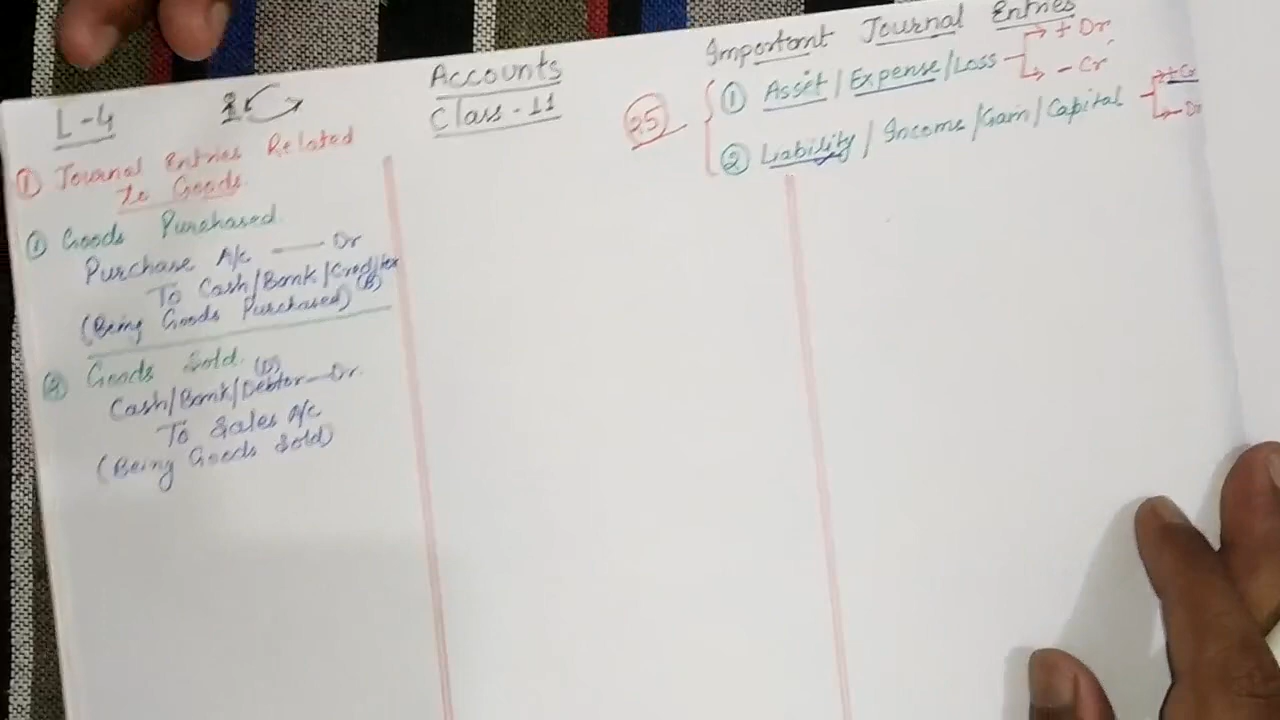 Accounts
Class-11
L-4
① Journal Entries Related
To Goods
① Goods Purchased
Purchase A/c —— Dr
To Cash/Bank/Creditor
(B)
(Being Goods Purchased)
② Goods Sold
(D)
Cash/Bank/Debtor—Dr.
To Sales A/c
(Being Goods Sold)
25
Important Journal Entries
① Asset/Expense/Loss
+ Dr
- Cr
② Liability/Income/Gain/Capital
+ Cr
- Dr